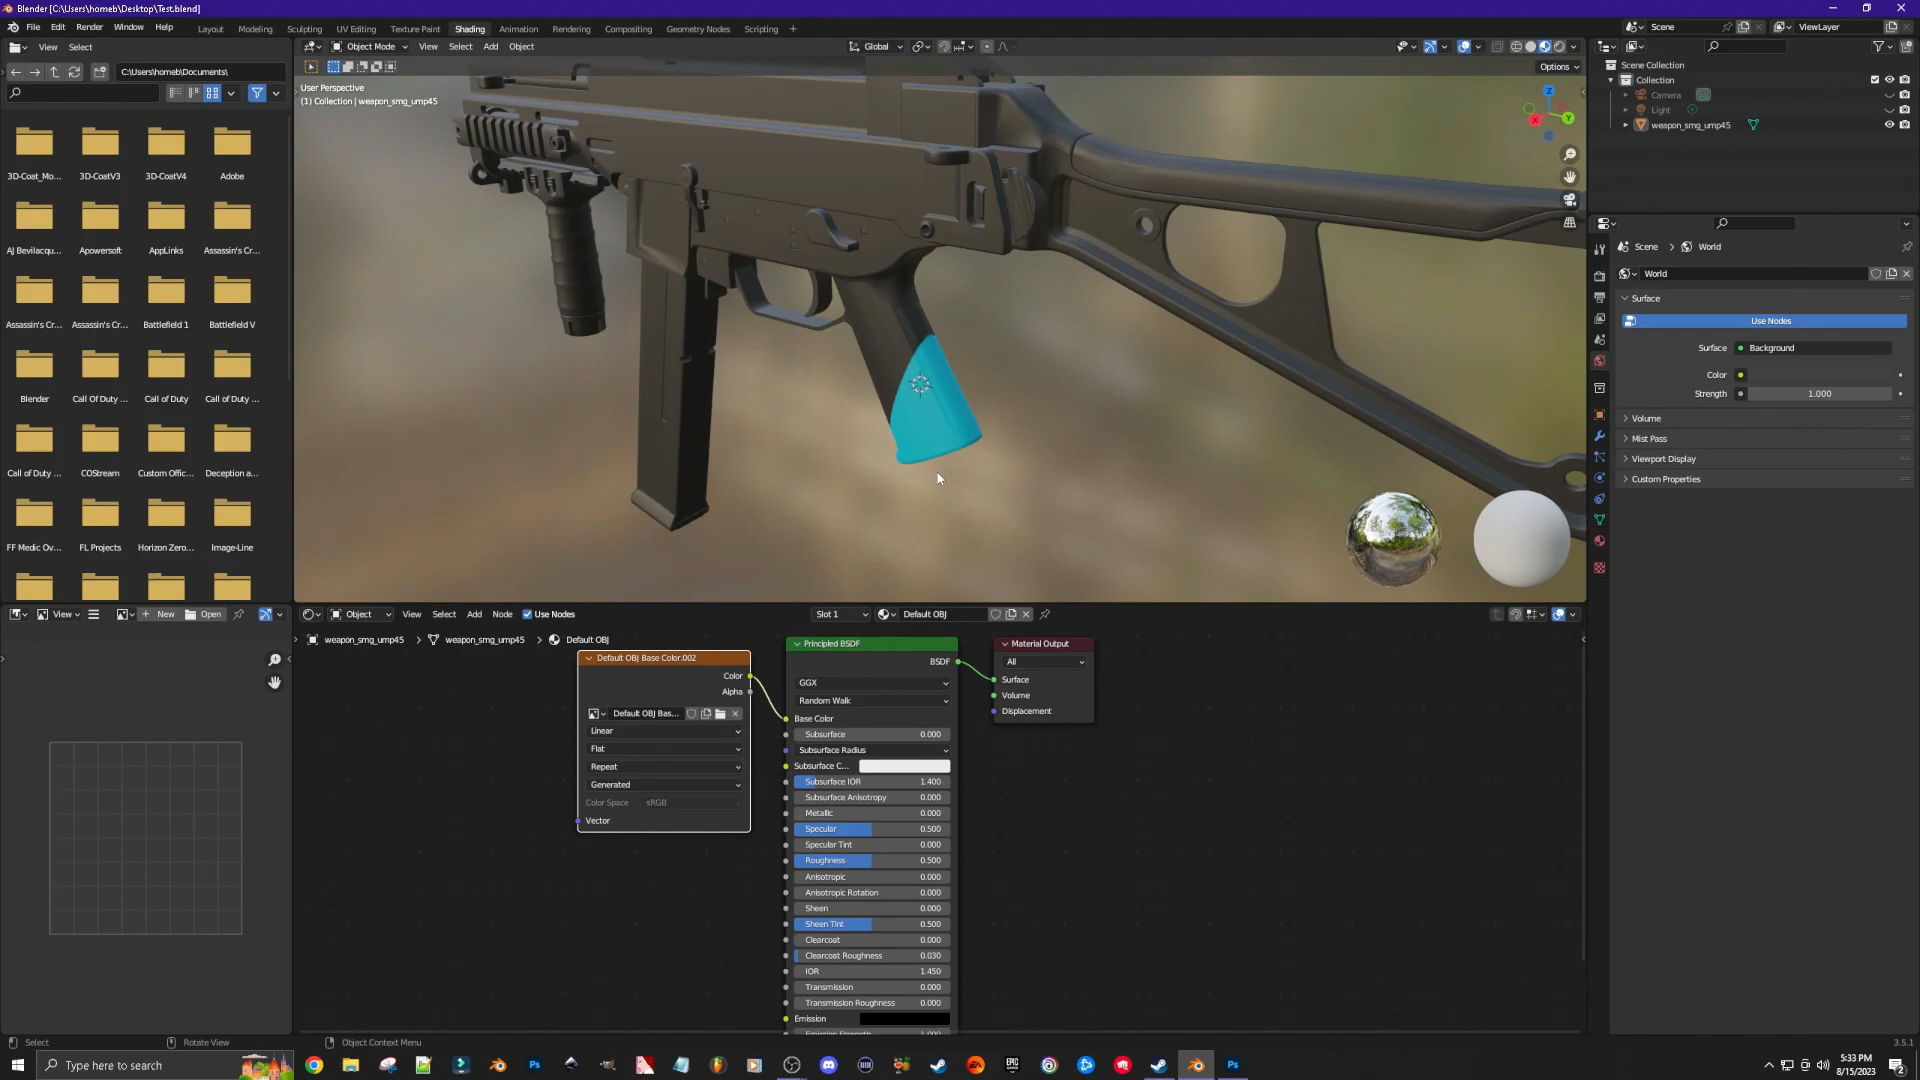 Blender [C:\Users\homeb\Desktop\Test.blend]
File Edit Render Window Help
Layout Modeling Sculpting UV Editing Texture Paint Shading Animation Rendering Compositing Geometry Nodes Scripting +
Scene
ViewLayer
View Select
Object Mode View Select Add Object
Global
Options
C:\Users\homeb\Documents\
User Perspective
(1) Collection | weapon_smg_ump45
3D-Coat_Mo... 3D-CoatV3 3D-CoatV4 Adobe
AJ Bevilacqu... Apowersoft AppLinks Assassin's Cr...
Assassin's Cr... Assassin's Cr... Battlefield 1 Battlefield V
Blender Call Of Duty ... Call of Duty Call of Duty ...
Call of Duty ... COStream Custom Offic... Deception a...
FF Medic Ov... FL Projects Horizon Zero... Image-Line
Z
X
Y
Scene Collection
Collection
Camera
Light
weapon_smg_ump45
Scene > World
World
Surface
Use Nodes
Surface Background
Color
Strength 1.000
Volume
Mist Pass
Viewport Display
Custom Properties
View New Open
Object View Select Add Node Use Nodes
Slot 1
Default OBJ
weapon_smg_ump45 > weapon_smg_ump45 > Default OBJ
Default OBJ Base Color.002
Color
Alpha
Default OBJ Bas...
Linear
Flat
Repeat
Generated
Color Space sRGB
Vector
Principled BSDF
BSDF
GGX
Random Walk
Base Color
Subsurface 0.000
Subsurface Radius
Subsurface C...
Subsurface IOR 1.400
Subsurface Anisotropy 0.000
Metallic 0.000
Specular 0.500
Specular Tint 0.000
Roughness 0.500
Anisotropic 0.000
Anisotropic Rotation 0.000
Sheen 0.000
Sheen Tint 0.500
Clearcoat 0.000
Clearcoat Roughness 0.030
IOR 1.450
Transmission 0.000
Transmission Roughness 0.000
Emission
Emission Strength 1.000
Material Output
All
Surface
Volume
Displacement
Select Rotate View Object Context Menu
3.5.1
Type here to search
5:33 PM
8/15/2023